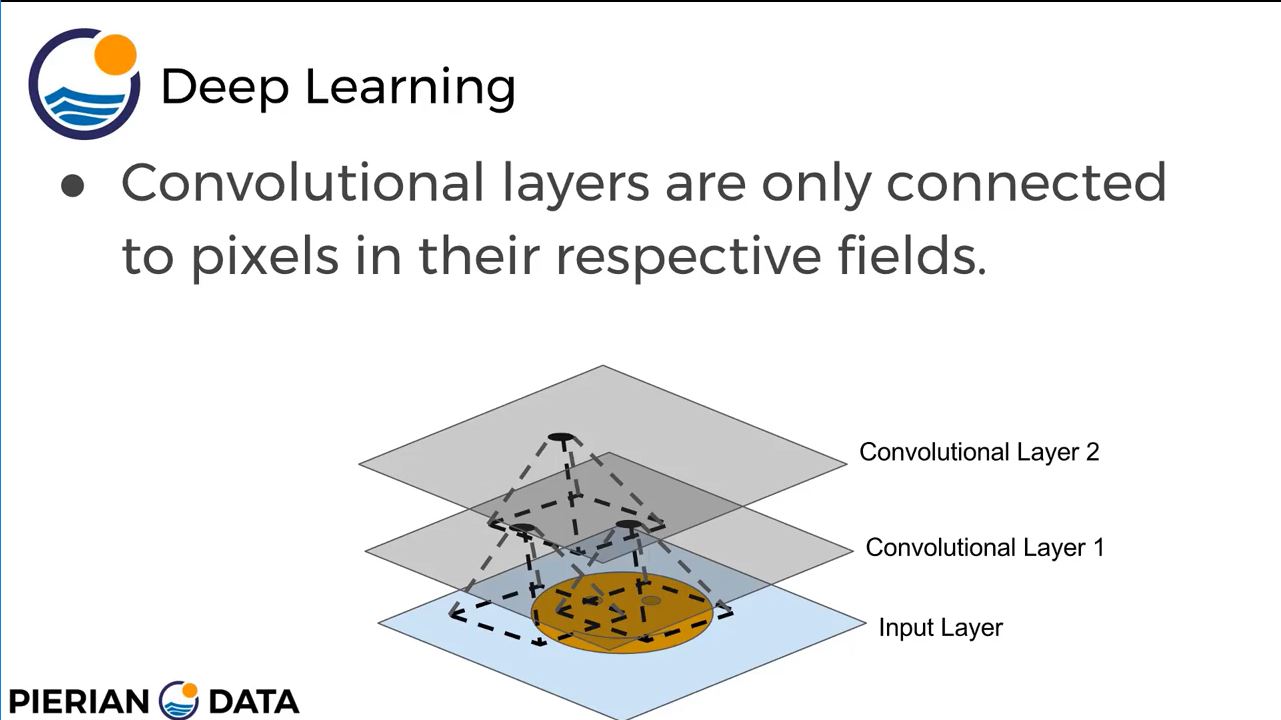 Deep Learning
● Convolutional layers are only connected
to pixels in their respective fields.
Convolutional Layer 2
Convolutional Layer 1
Input Layer
PIERIAN DATA